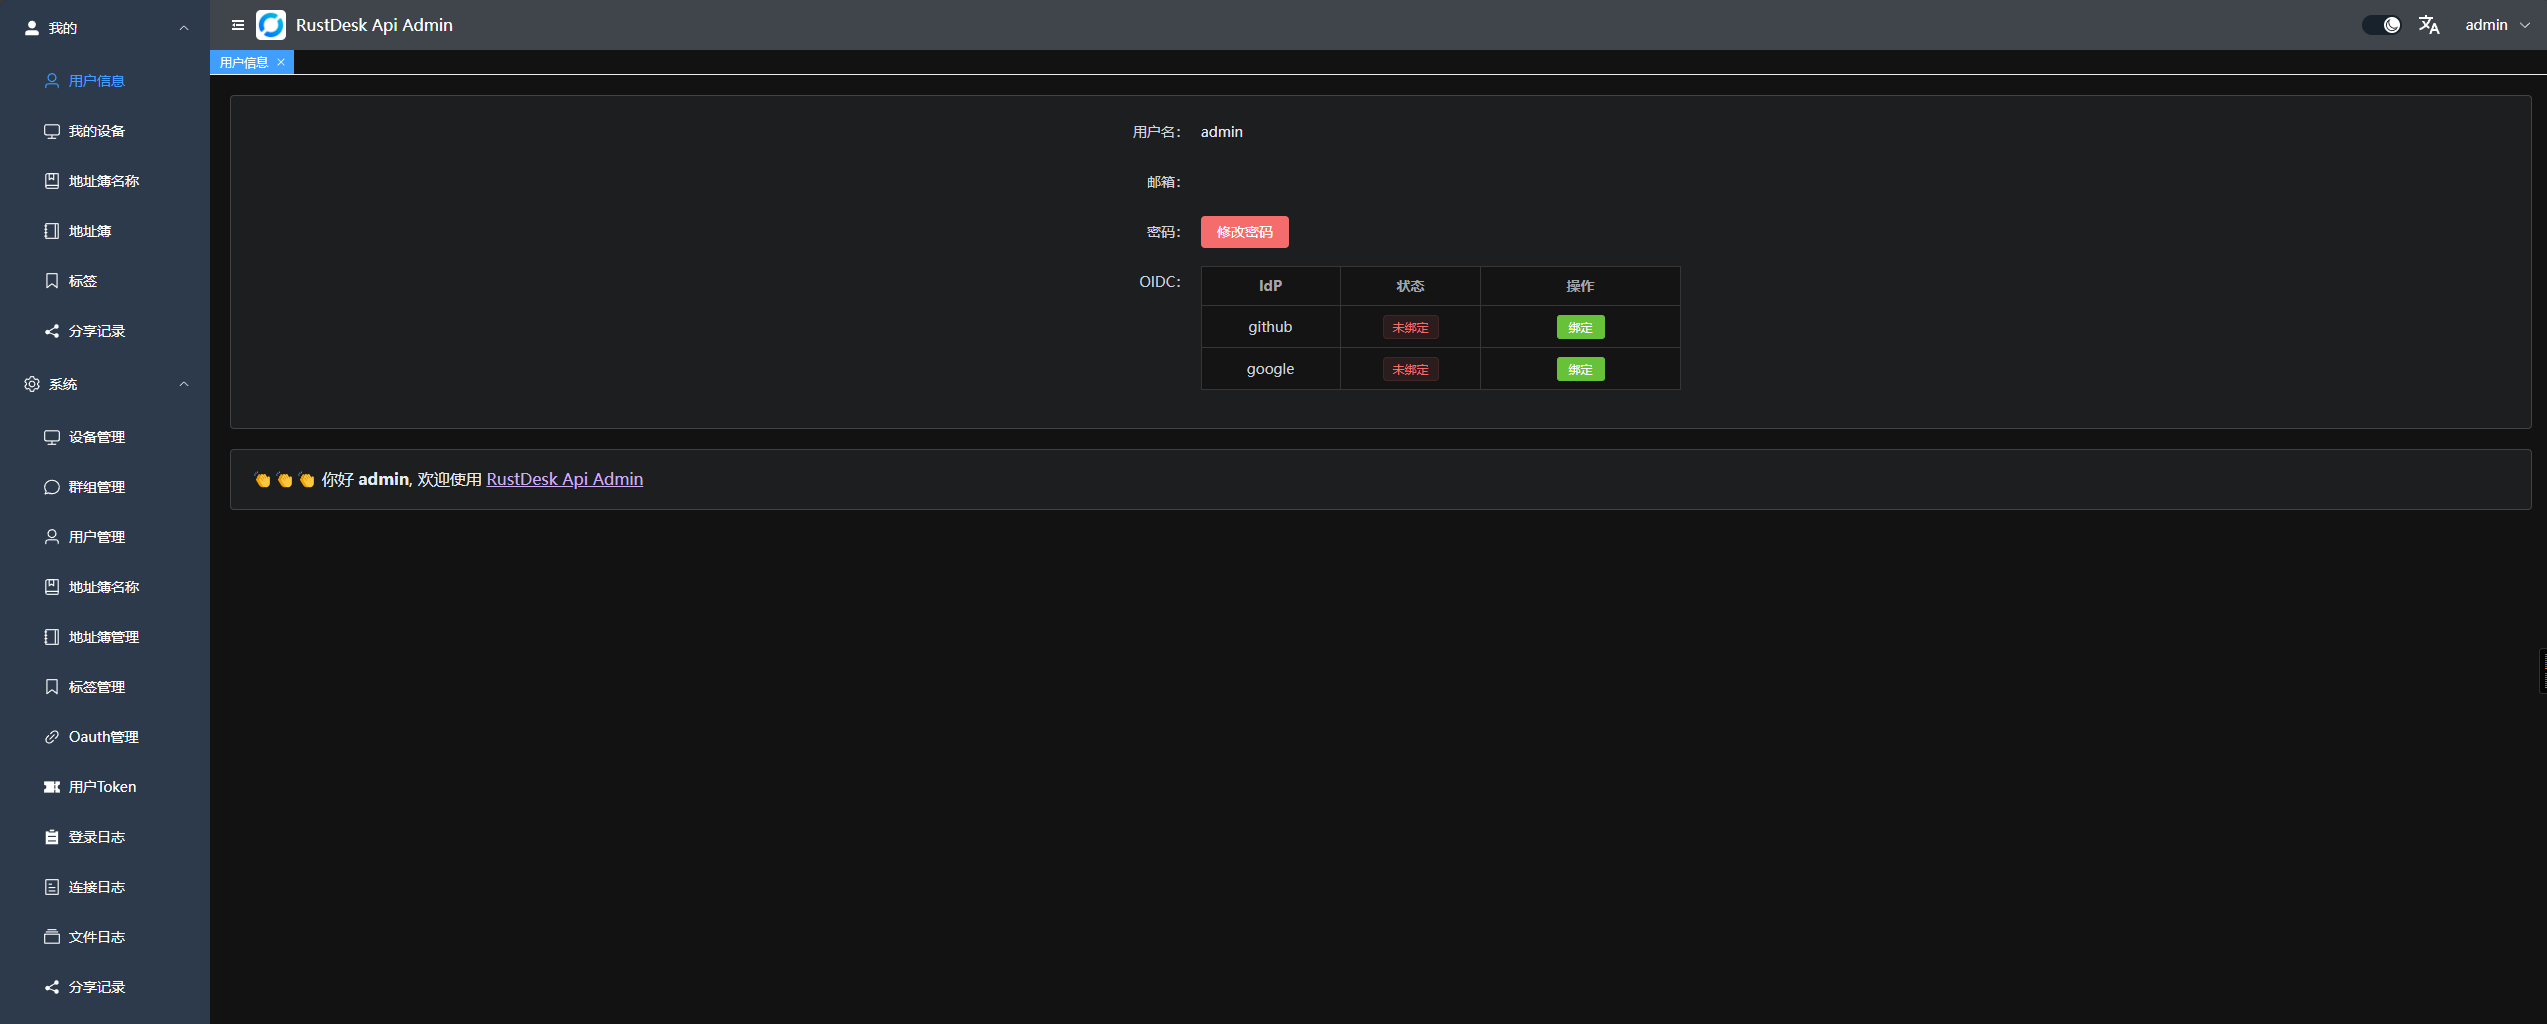 我的
用户信息
我的设备
地址簿名称
地址簿
标签
分享记录
系统
设备管理
群组管理
用户管理
地址簿名称
地址簿管理
标签管理
Oauth管理
用户Token
登录日志
连接日志
文件日志
分享记录
RustDesk Api Admin
admin
用户信息
用户名： admin
邮箱：
密码： 修改密码
OIDC： IdP 状态 操作
github 未绑定 绑定
google 未绑定 绑定
👏👏👏 你好 admin, 欢迎使用 RustDesk Api Admin